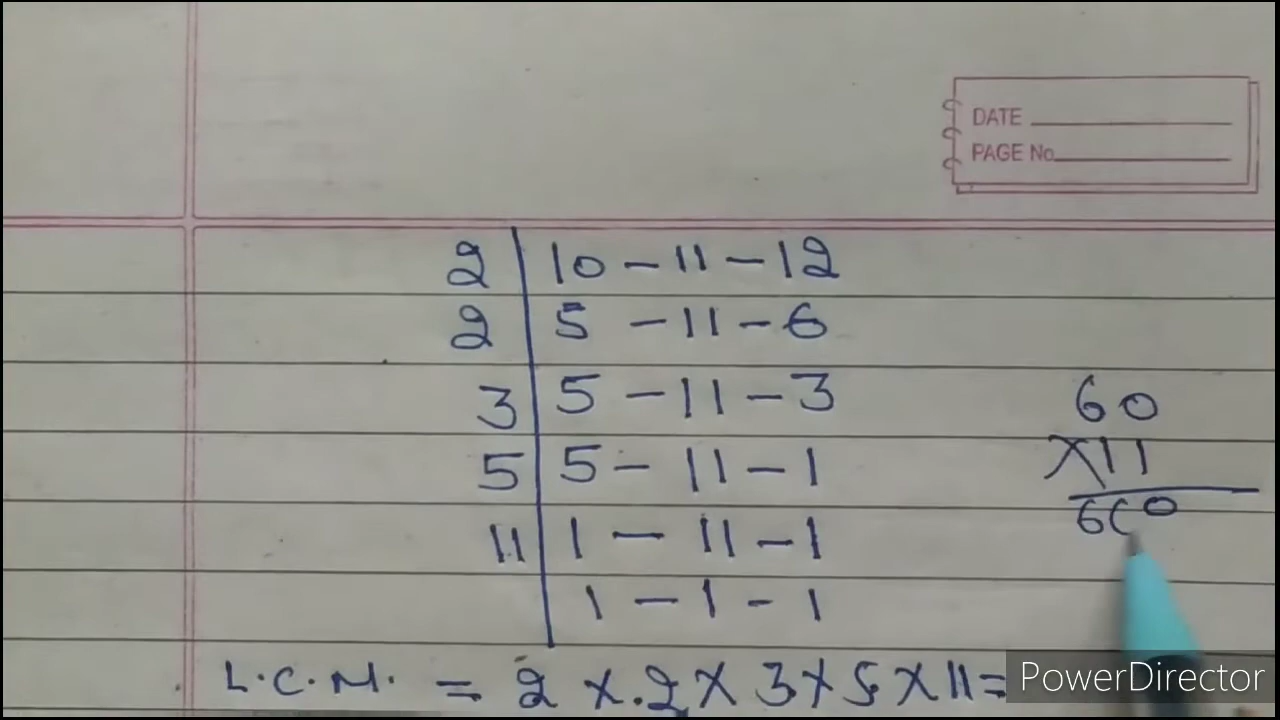 DATE
PAGE No.
2 | 10 - 11 - 12
2 | 5 - 11 - 6
3 | 5 - 11 - 3
5 | 5 - 11 - 1
11 | 1 - 11 - 1
1 - 1 - 1
60
×11
660
L.C.M. = 2 × 2 × 3 × 5 × 11 =
PowerDirector